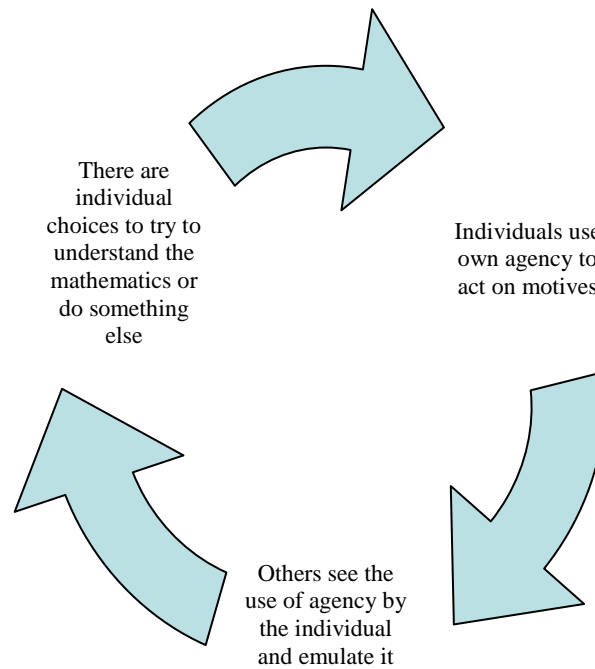 There are
individual
choices to try to
understand the
mathematics or
do something
else
Individuals use
own agency to
act on motives
Others see the
use of agency by
the individual
and emulate it